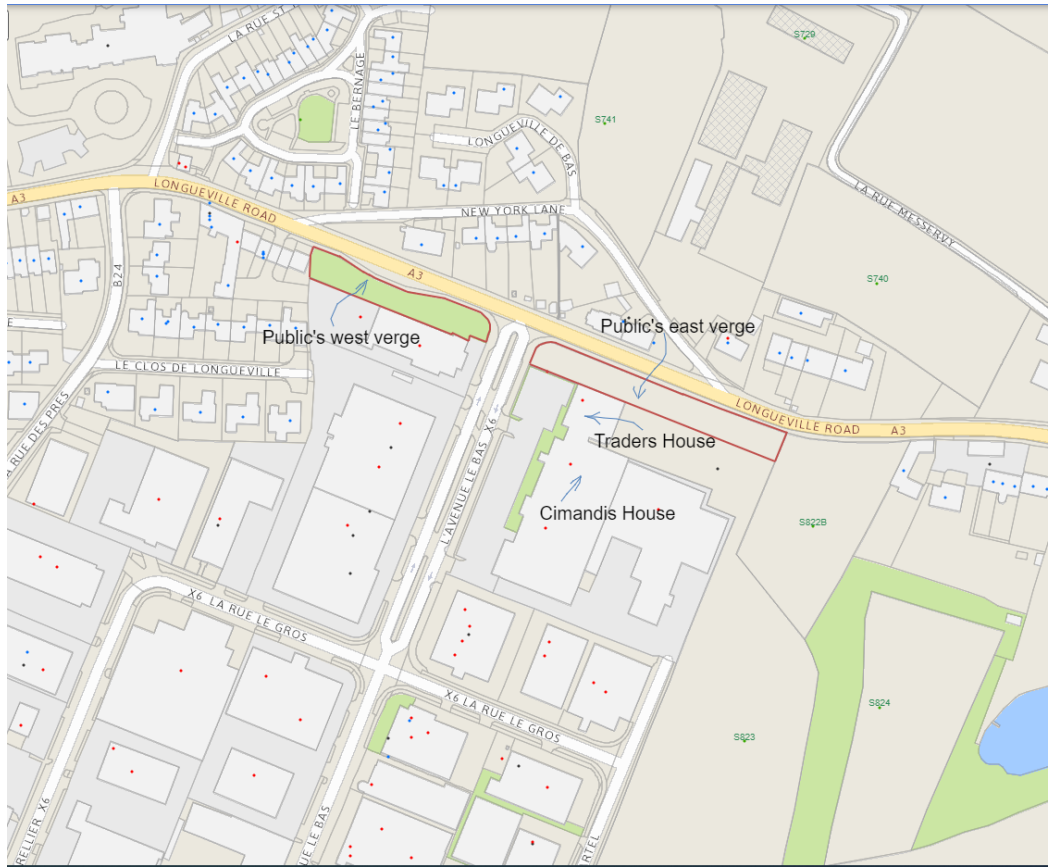 LA RUE ST
S729
LE BERNAGE
S741
LONGUEVILLE DE BAS
LA RUE MESSERVY
A3
LONGUEVILLE ROAD
NEW YORK LANE
B24
A3
S740
Public's west verge
Public's east verge
LE CLOS DE LONGUEVILLE
LONGUEVILLE ROAD
A3
X6
Traders House
RUE DES PRES
L'AVENUE LE BAS
Cimandis House
S822B
X6 LA RUE LE GROS
X6 LA RUE LE GROS
S824
S823
RELLIER X6
UE LE BAS
RTEL